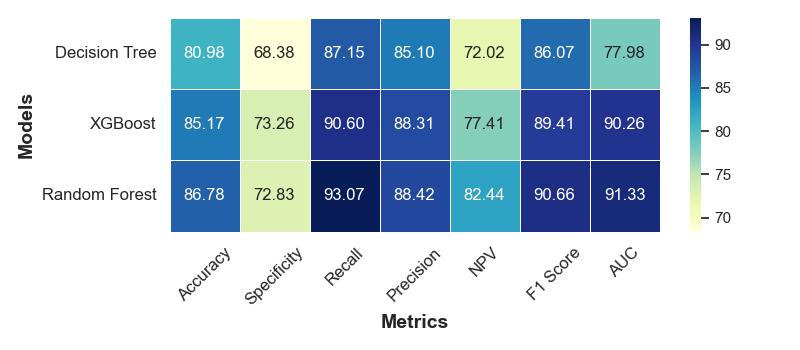 Models
Decision Tree 80.98 68.38 87.15 85.10 72.02 86.07 77.98
XGBoost 85.17 73.26 90.60 88.31 77.41 89.41 90.26
Random Forest 86.78 72.83 93.07 88.42 82.44 90.66 91.33
Accuracy Specificity Recall Precision NPV F1 Score AUC
Metrics
90
85
80
75
70